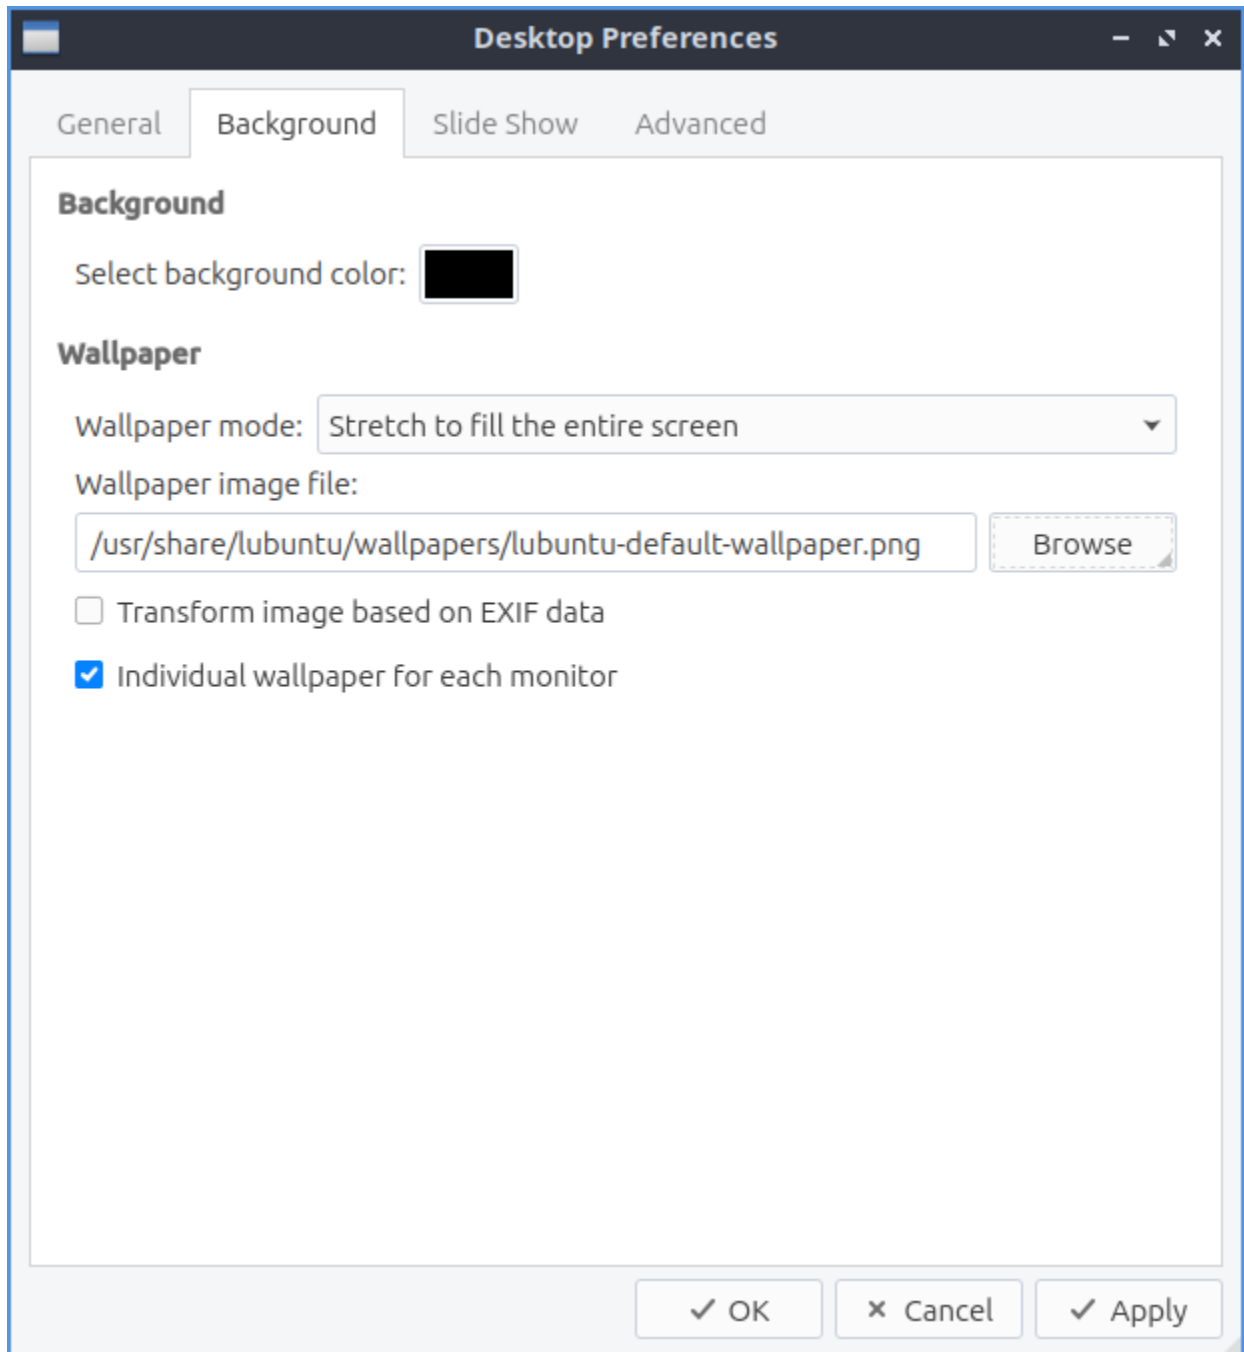 Desktop Preferences
General Background Slide Show Advanced
Background
Select background color:
Wallpaper
Wallpaper mode: Stretch to fill the entire screen
Wallpaper image file:
/usr/share/lubuntu/wallpapers/lubuntu-default-wallpaper.png Browse
Transform image based on EXIF data
Individual wallpaper for each monitor
OK Cancel Apply